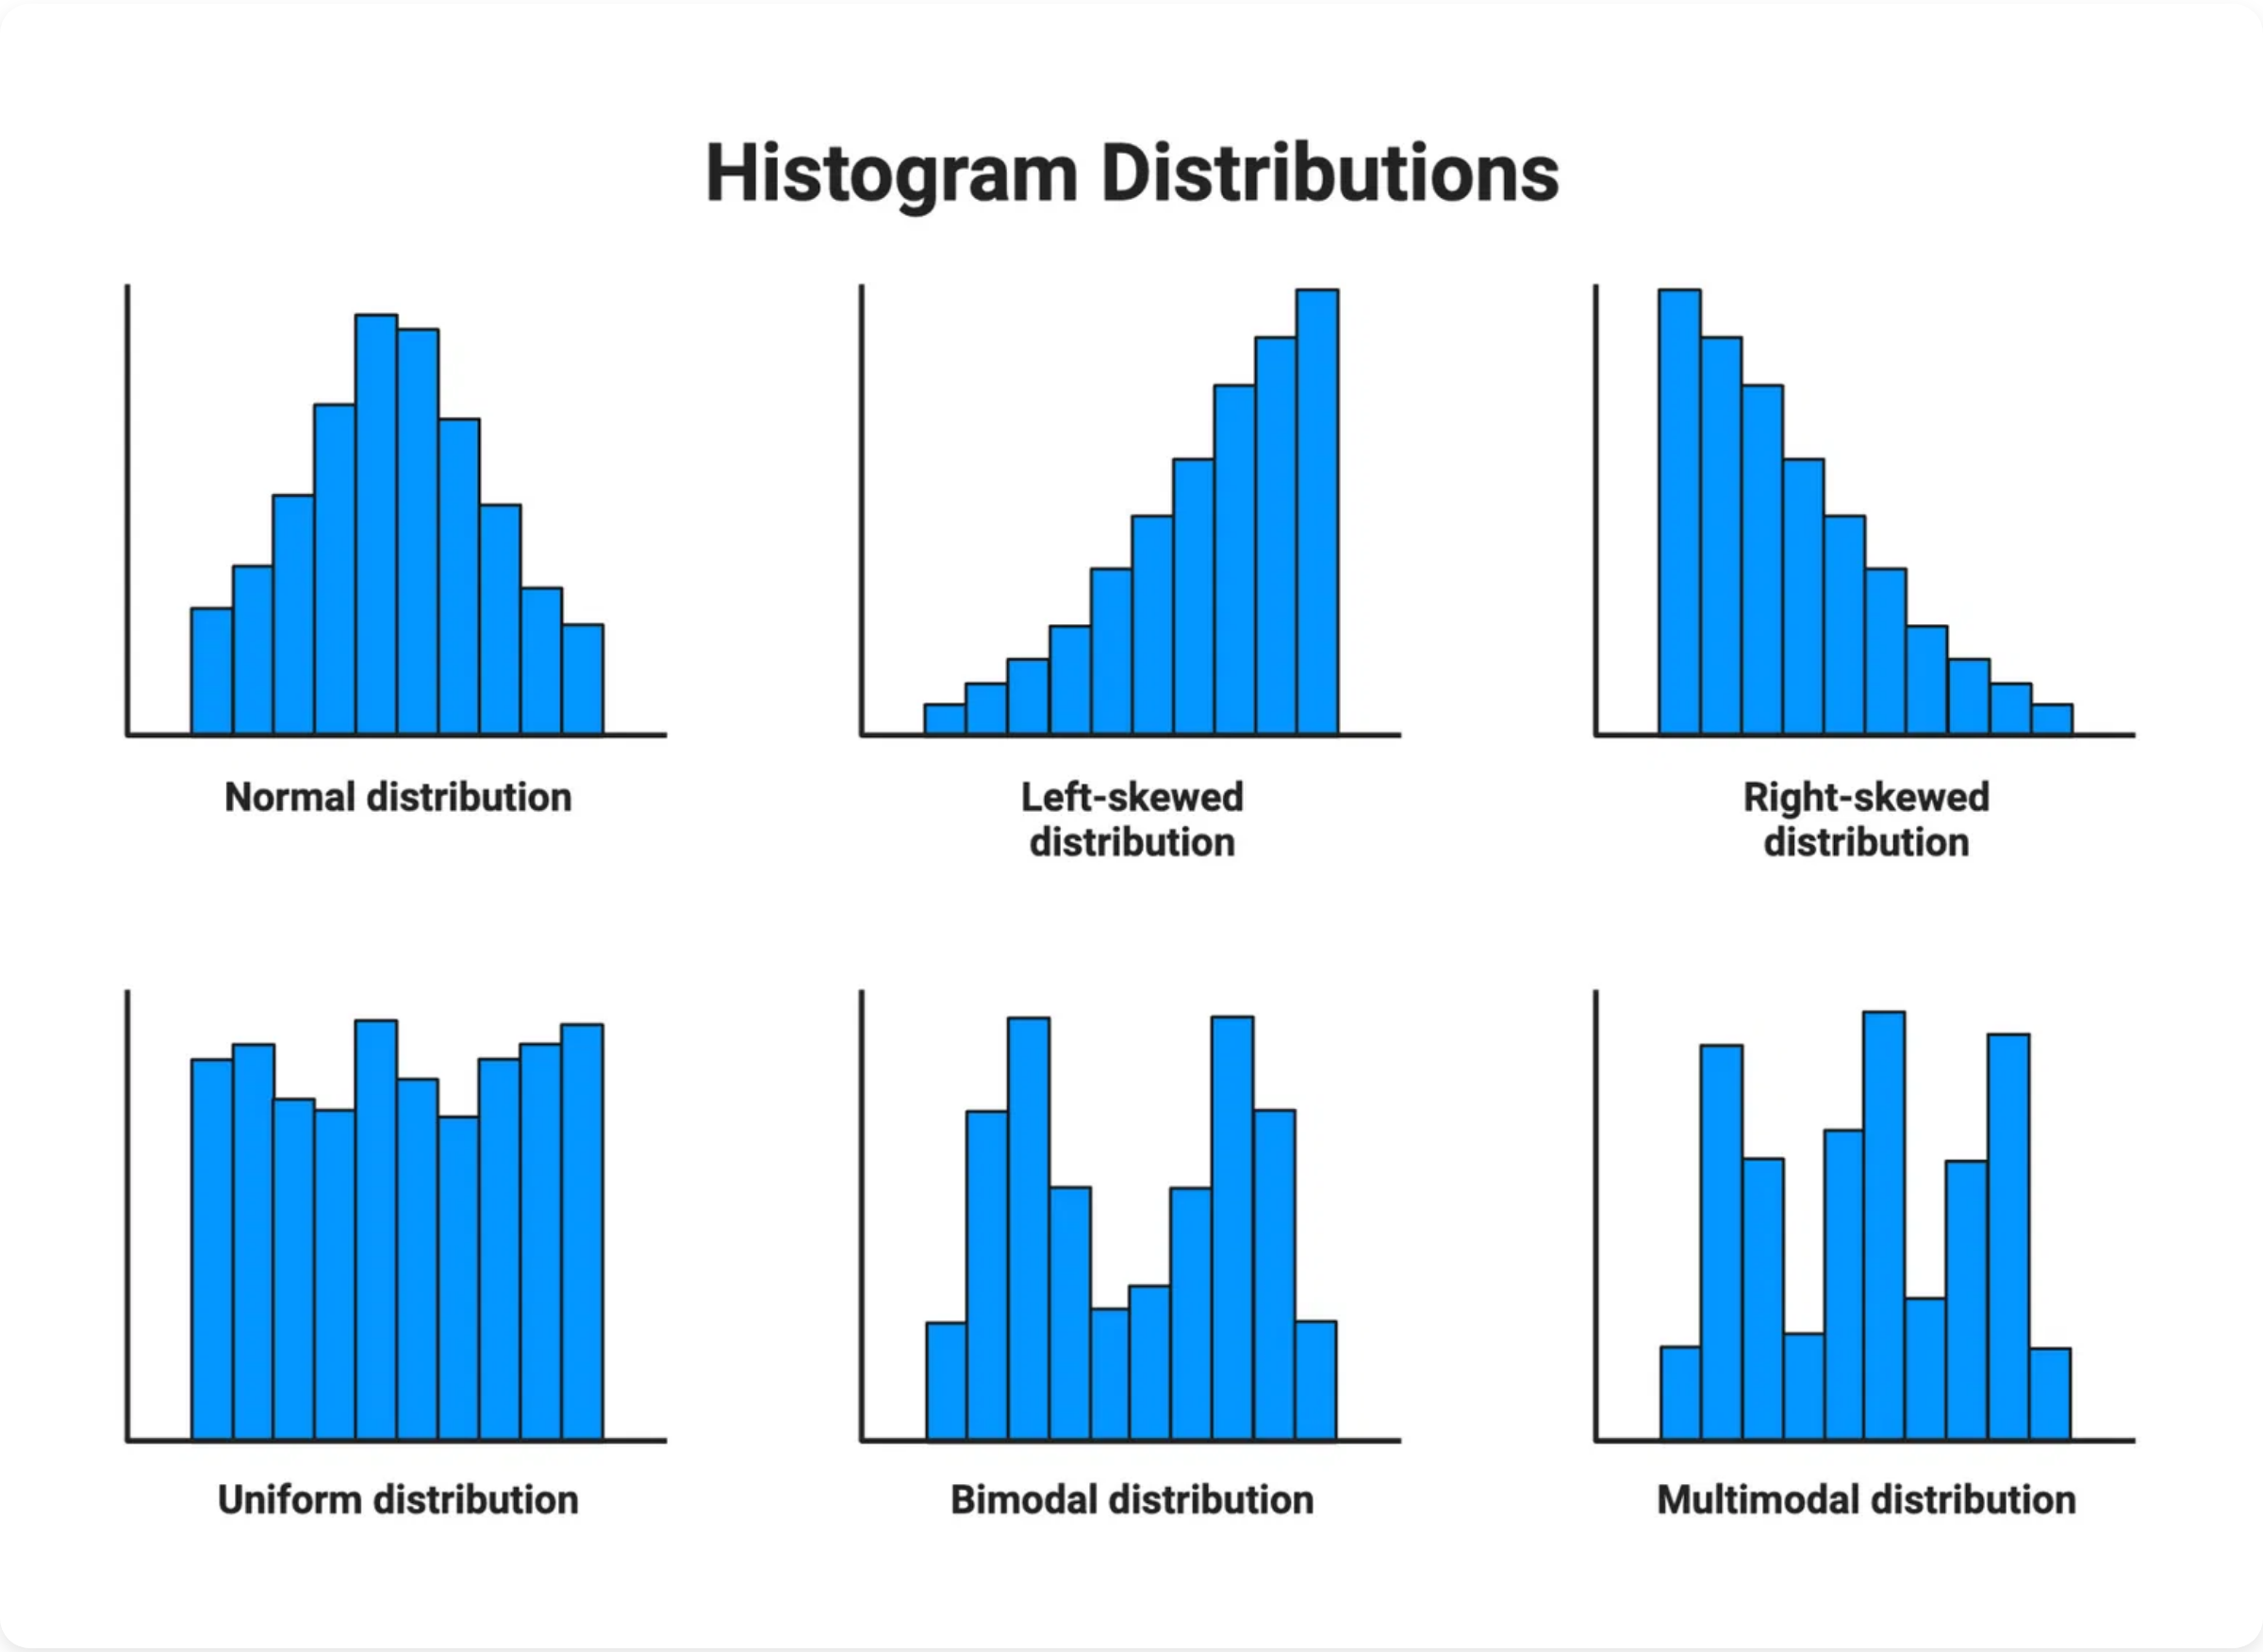 Histogram Distributions
Normal distribution
Left-skewed
distribution
Right-skewed
distribution
Uniform distribution
Bimodal distribution
Multimodal distribution